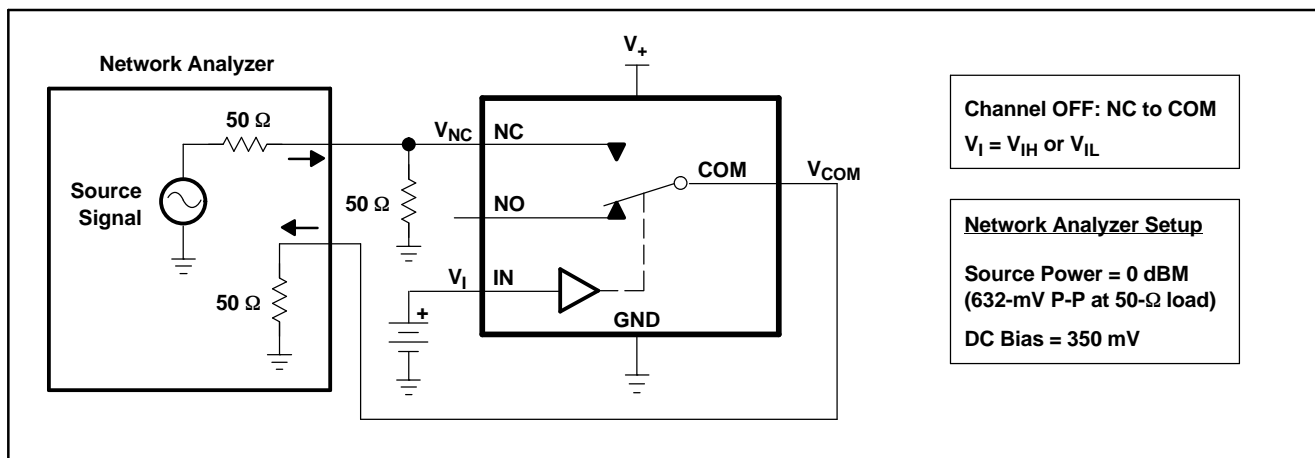 Network Analyzer
50 Ω
Source
Signal
50 Ω
50 Ω
V+
VNC
NC
COM
VCOM
NO
VI
IN
+
GND
Channel OFF: NC to COM
VI = VIH or VIL
Network Analyzer Setup
Source Power = 0 dBM
(632-mV P-P at 50-Ω load)
DC Bias = 350 mV